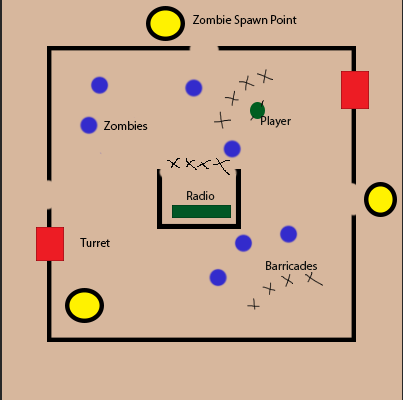 Zombie Spawn Point
Player
Zombies
Radio
Turret
Barricades